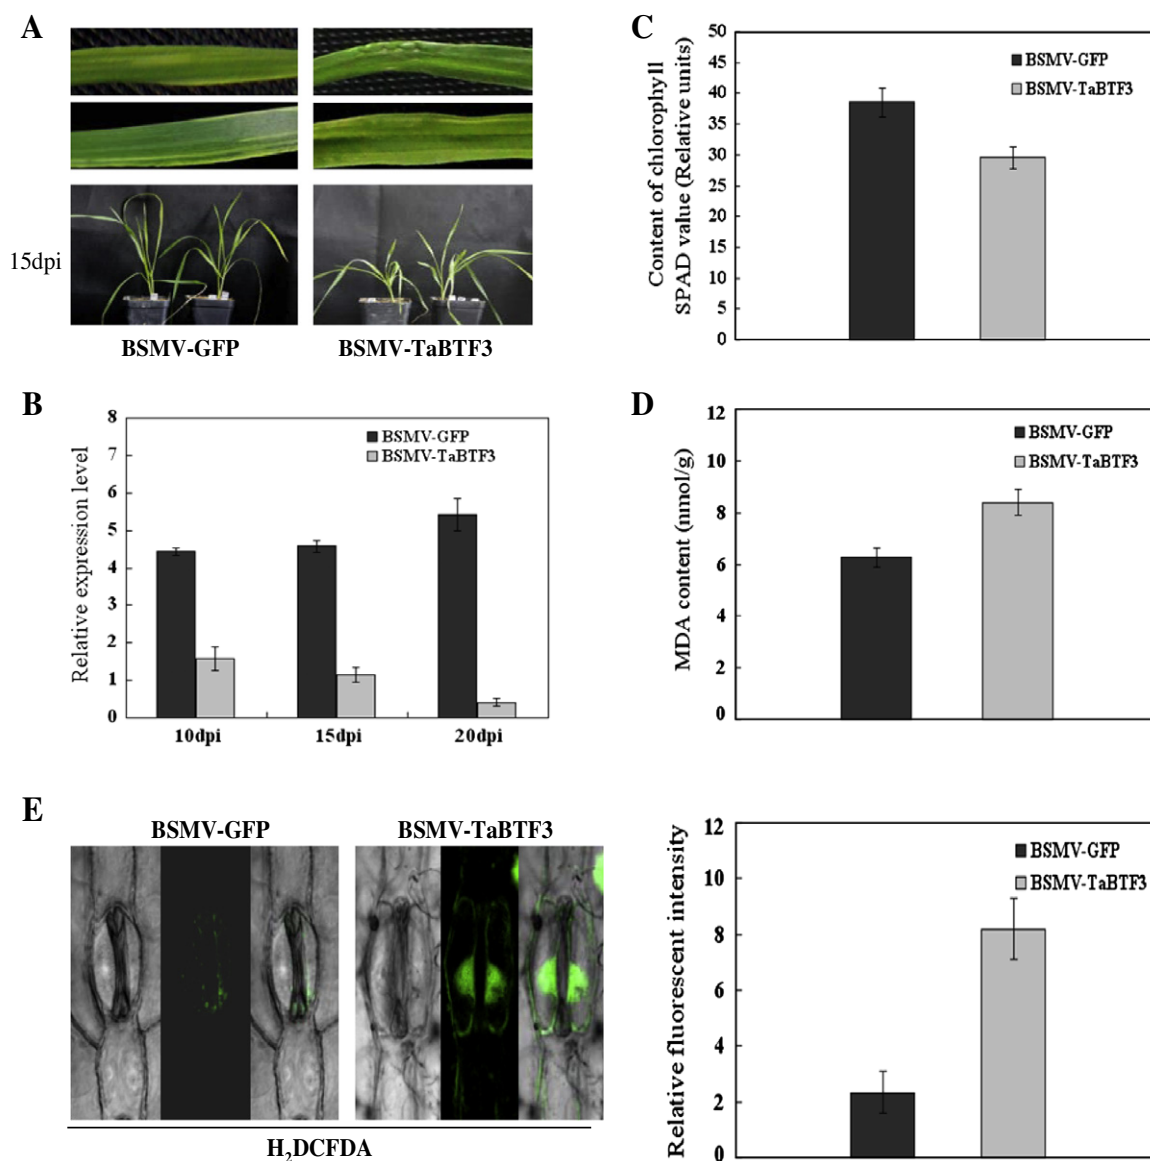 A
15dpi
BSMV-GFP
BSMV-TaBTF3
B
Relative expression level
8
7
6
5
4
3
2
1
0
BSMV-GFP
BSMV-TaBTF3
10dpi
15dpi
20dpi
C
Content of chlorophyll
SPAD value (Relative units)
50
45
40
35
30
25
20
15
10
5
0
BSMV-GFP
BSMV-TaBTF3
D
MDA content (nmol/g)
12
10
8
6
4
2
0
BSMV-GFP
BSMV-TaBTF3
E
BSMV-GFP
BSMV-TaBTF3
H₂DCFDA
Relative fluorescent intensity
12
10
8
6
4
2
0
BSMV-GFP
BSMV-TaBTF3